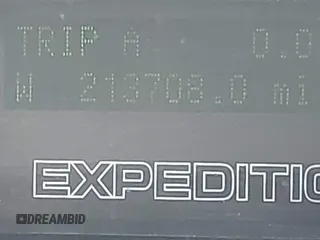 TRIP A 0.0
W 213708.0 mi
EXPEDITIO
DREAMBID